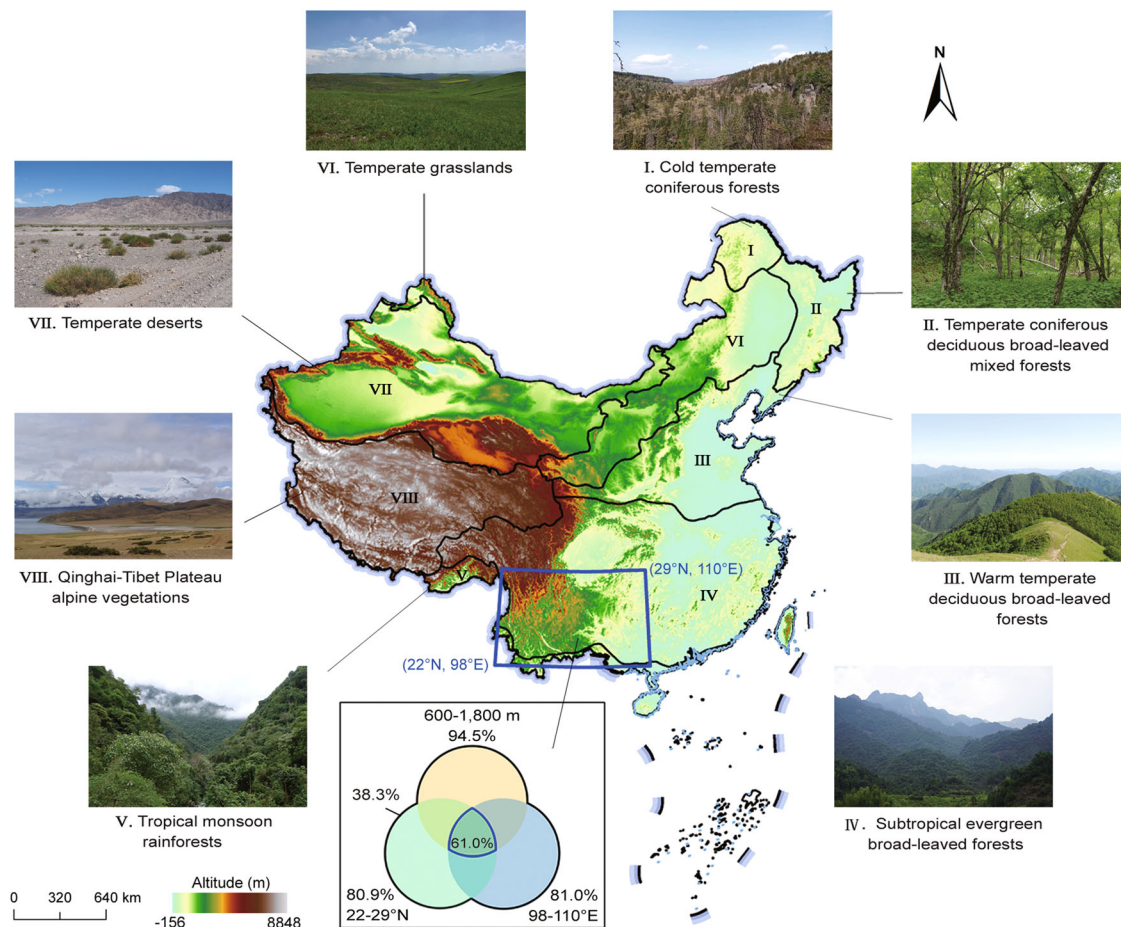 N
VI. Temperate grasslands
I. Cold temperate
coniferous forests
VII. Temperate deserts
II. Temperate coniferous
deciduous broad-leaved
mixed forests
I
II
VI
VII
III
VIII
VIII. Qinghai-Tibet Plateau
alpine vegetations
III. Warm temperate
deciduous broad-leaved
forests
V
(29°N, 110°E)
IV
(22°N, 98°E)
V. Tropical monsoon
rainforests
IV. Subtropical evergreen
broad-leaved forests
600-1,800 m
94.5%
38.3%
61.0%
80.9%
22-29°N
81.0%
98-110°E
0 320 640 km
Altitude (m)
-156 8848